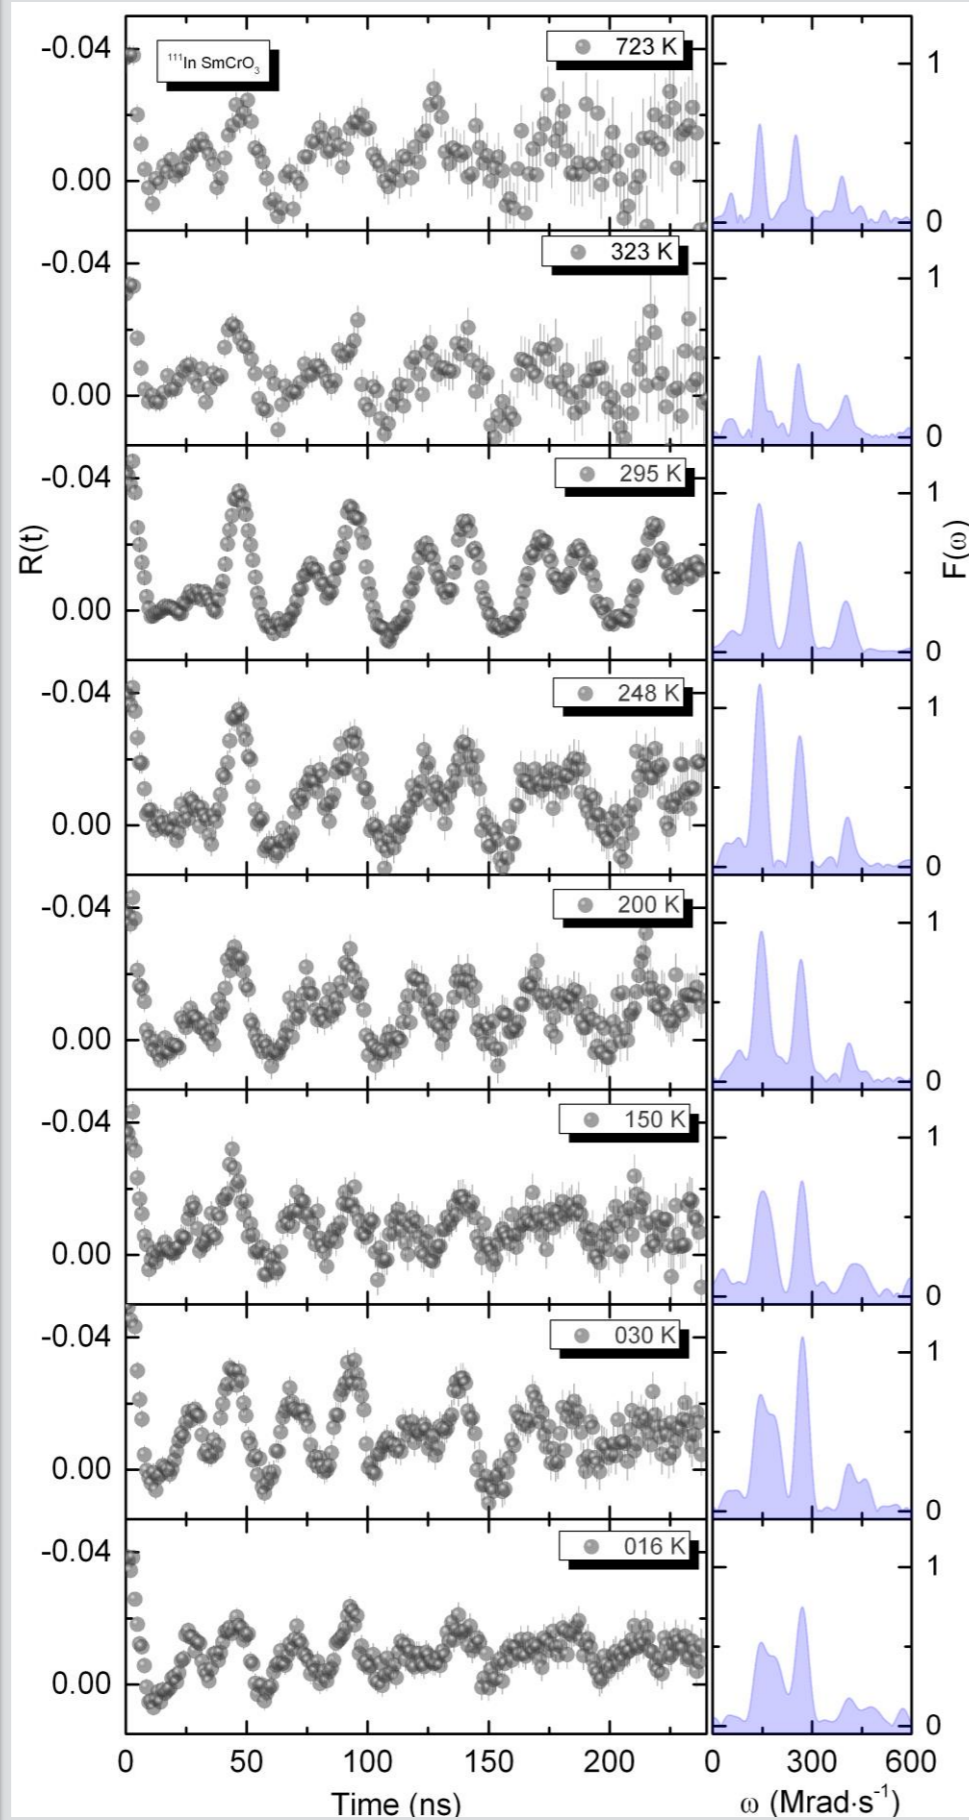 -0.04
¹¹¹In SmCrO₃
723 K
1
0.00
0
-0.04
323 K
1
0.00
0
-0.04
295 K
1
R(t)
F(ω)
0.00
0
-0.04
248 K
1
0.00
0
-0.04
200 K
1
0.00
0
-0.04
150 K
1
0.00
0
-0.04
030 K
1
0.00
0
-0.04
016 K
1
0.00
0
0 50 100 150 200 0 300 600
Time (ns) ω (Mrad·s⁻¹)